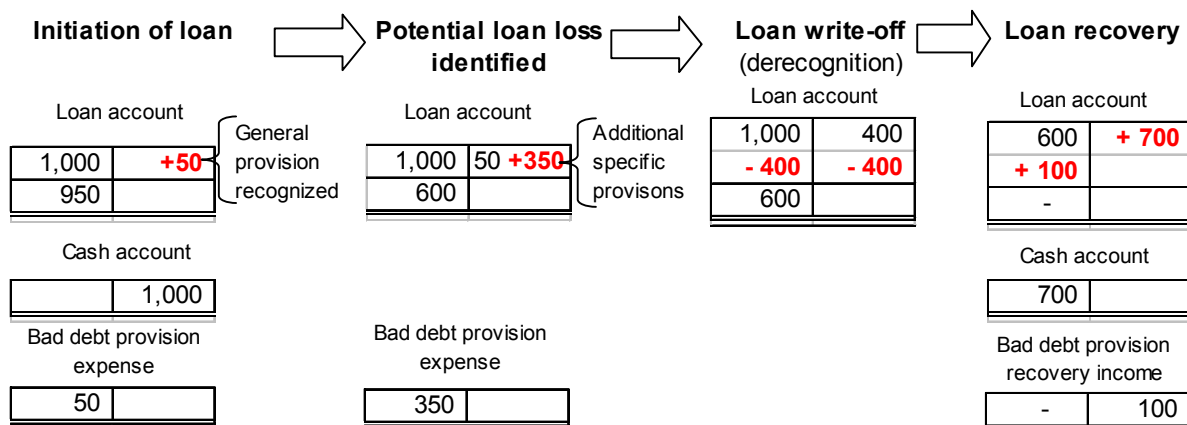 Initiation of loan
Loan account
1,000 +50
950
General
provision
recognized
Cash account
1,000
Bad debt provision
expense
50
Potential loan loss
identified
Loan account
1,000 50 +350
600
Additional
specific
provisons
Bad debt provision
expense
350
Loan write-off
(derecognition)
Loan account
1,000 400
- 400 - 400
600
Loan recovery
Loan account
600 + 700
+ 100
-
Cash account
700
Bad debt provision
recovery income
- 100